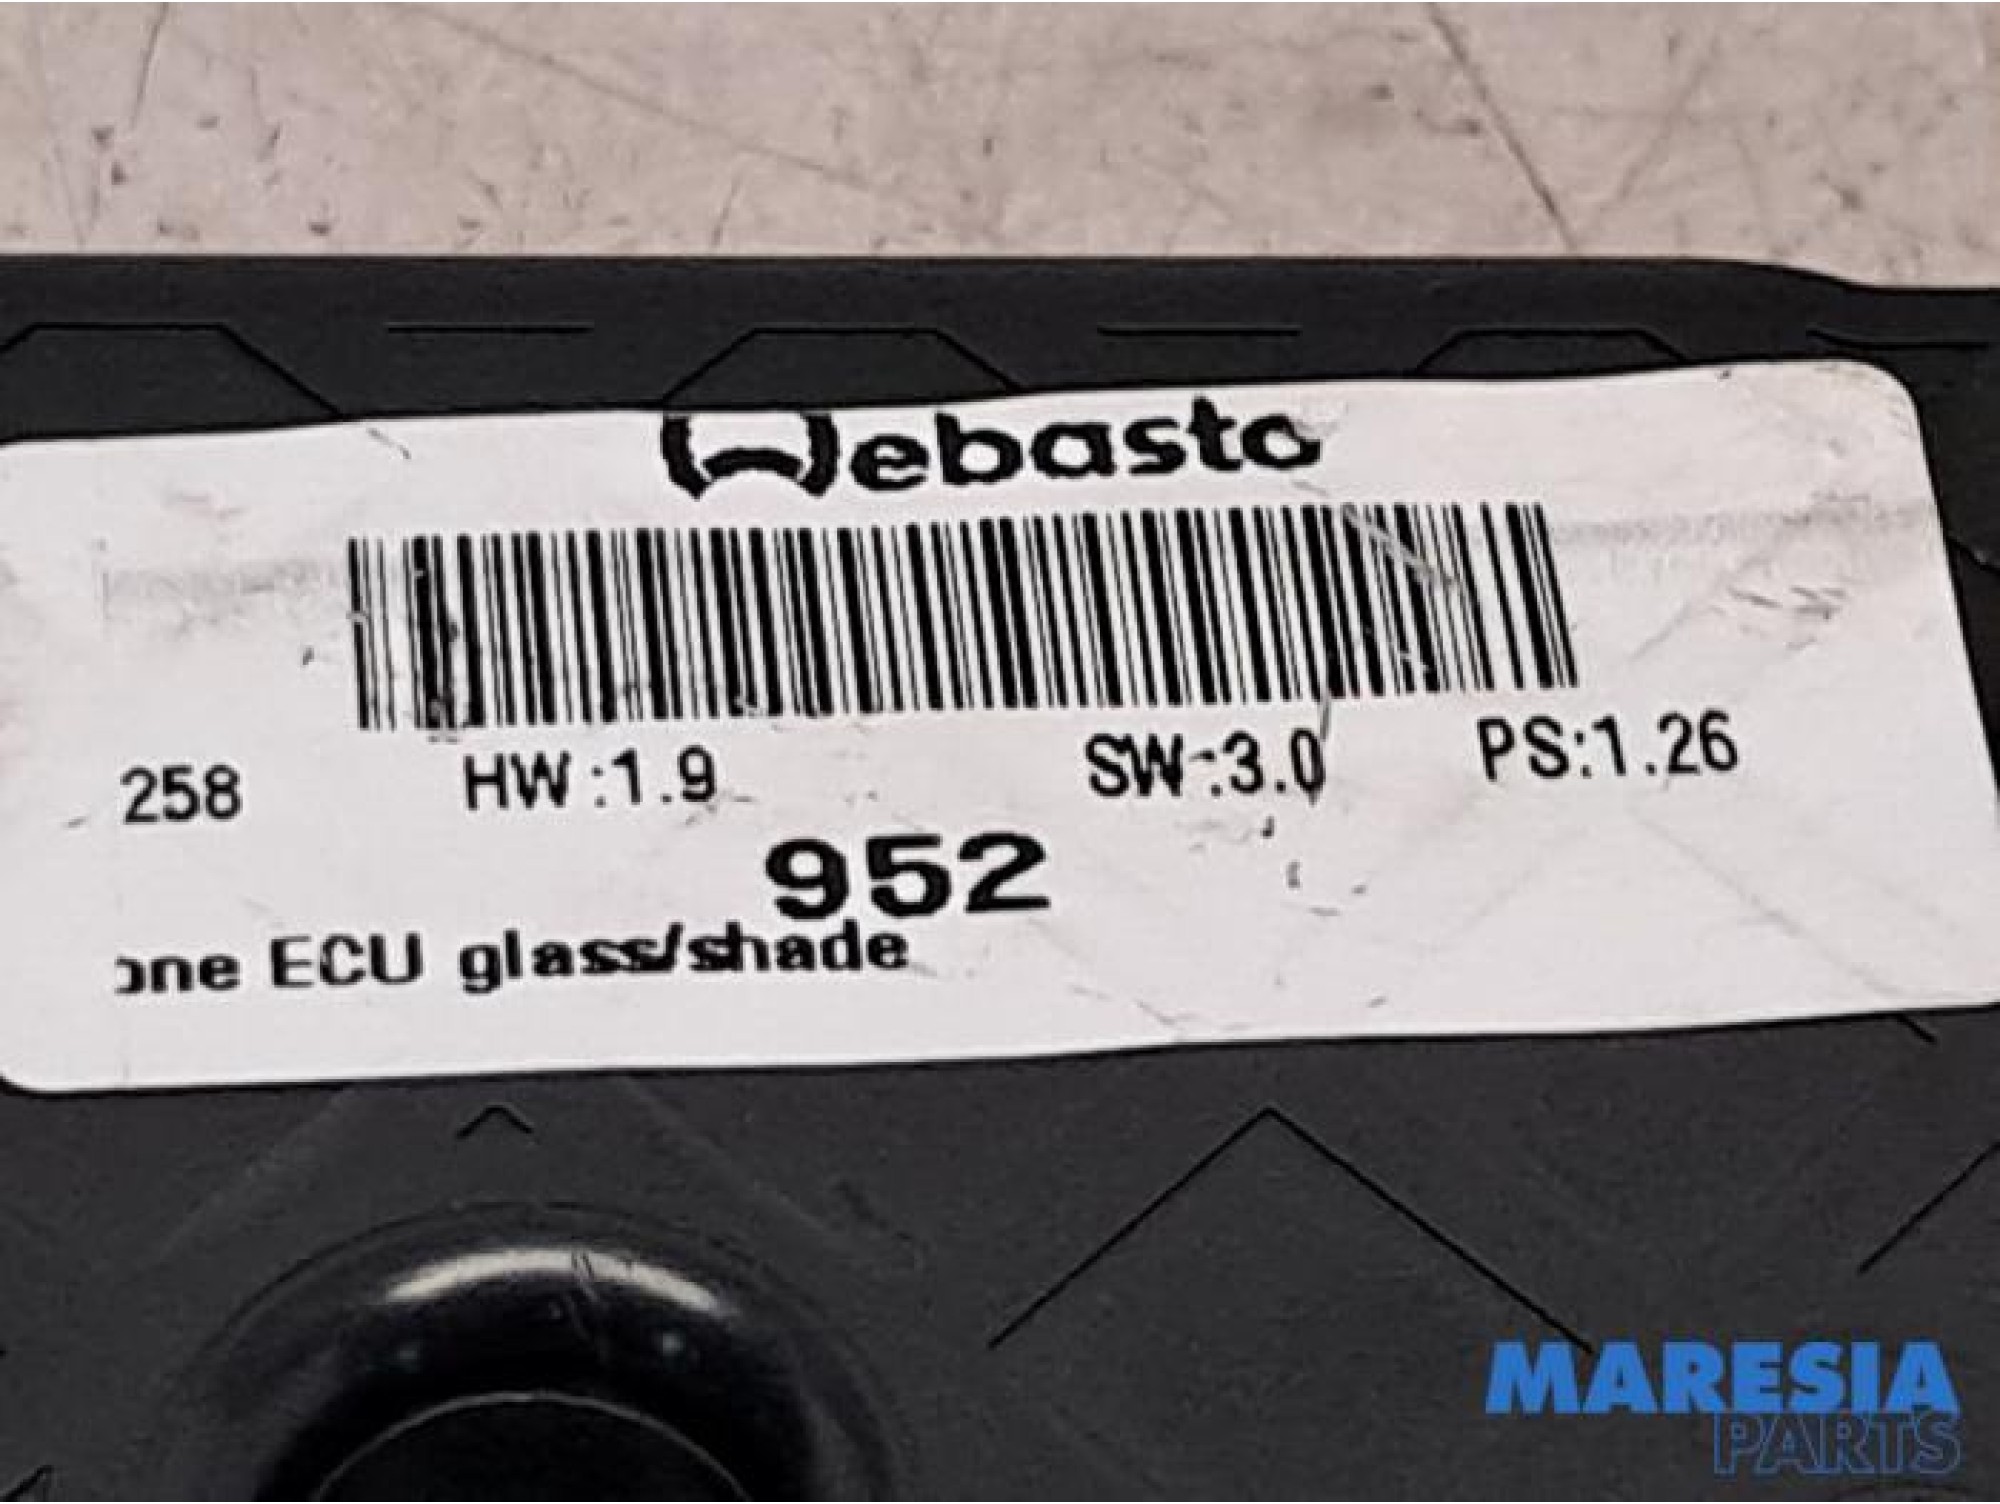 Webasto
258 HW:1.9 SW:3.0 PS:1.26
952
one ECU glass/shade
MARESIA
PARTS